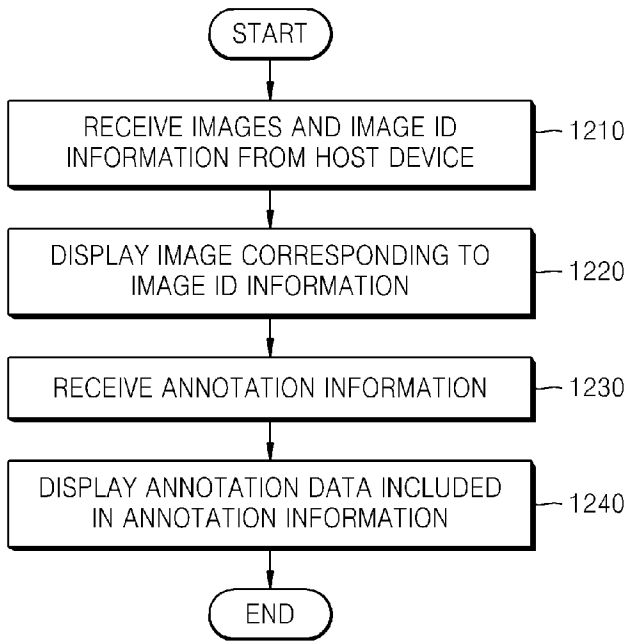 START
RECEIVE IMAGES AND IMAGE ID
INFORMATION FROM HOST DEVICE
1210
DISPLAY IMAGE CORRESPONDING TO
IMAGE ID INFORMATION
1220
RECEIVE ANNOTATION INFORMATION
1230
DISPLAY ANNOTATION DATA INCLUDED
IN ANNOTATION INFORMATION
1240
END